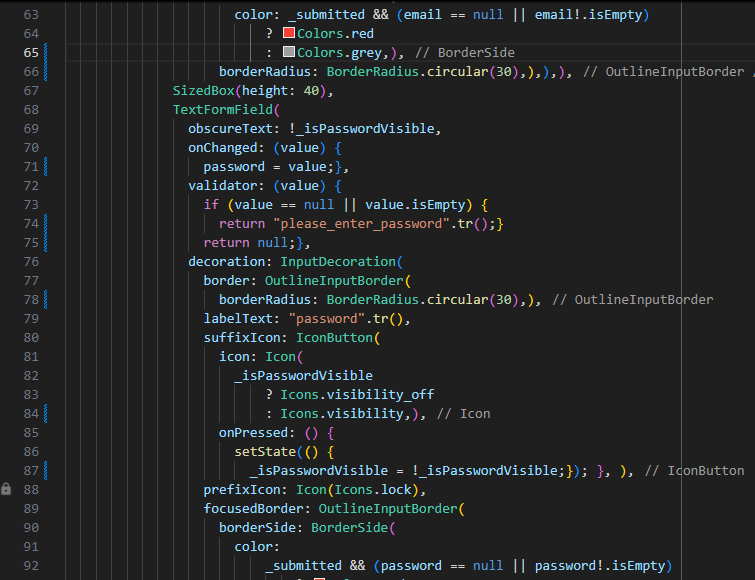 63 color: _submitted && (email == null || email!.isEmpty)
64 ? Colors.red
65 : Colors.grey,), // BorderSide
66 borderRadius: BorderRadius.circular(30),),),), // OutlineInputBorder
67 SizedBox(height: 40),
68 TextFormField(
69 obscureText: !_isPasswordVisible,
70 onChanged: (value) {
71 password = value;},
72 validator: (value) {
73 if (value == null || value.isEmpty) {
74 return "please_enter_password".tr();}
75 return null;},
76 decoration: InputDecoration(
77 border: OutlineInputBorder(
78 borderRadius: BorderRadius.circular(30),), // OutlineInputBorder
79 labelText: "password".tr(),
80 suffixIcon: IconButton(
81 icon: Icon(
82 _isPasswordVisible
83 ? Icons.visibility_off
84 : Icons.visibility,), // Icon
85 onPressed: () {
86 setState(() {
87 _isPasswordVisible = !_isPasswordVisible;}); }, ), // IconButton
88 prefixIcon: Icon(Icons.lock),
89 focusedBorder: OutlineInputBorder(
90 borderSide: BorderSide(
91 color:
92 _submitted && (password == null || password!.isEmpty)